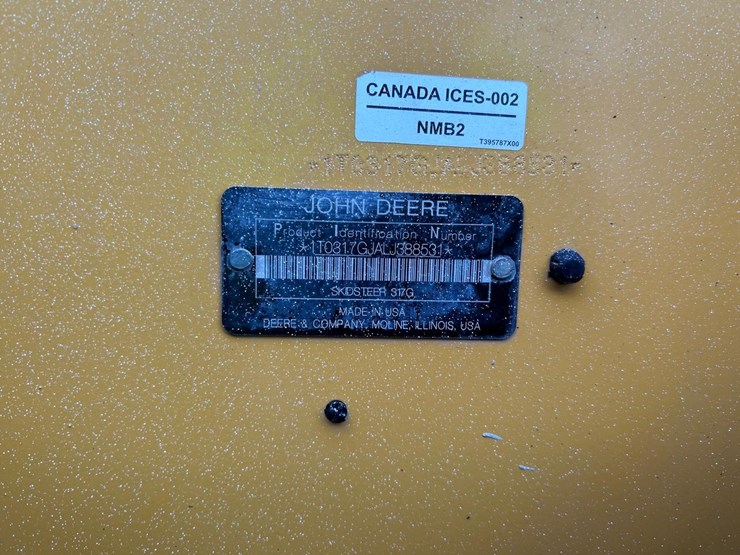 CANADA ICES-002
NMB2
T395787X00
*1T0317GJALJ388531*
JOHN DEERE
Product Identification Number
*1T0317GJALJ388531*
SKIDSTEER 317G
MADE IN USA
DEERE & COMPANY, MOLINE, ILLINOIS, USA